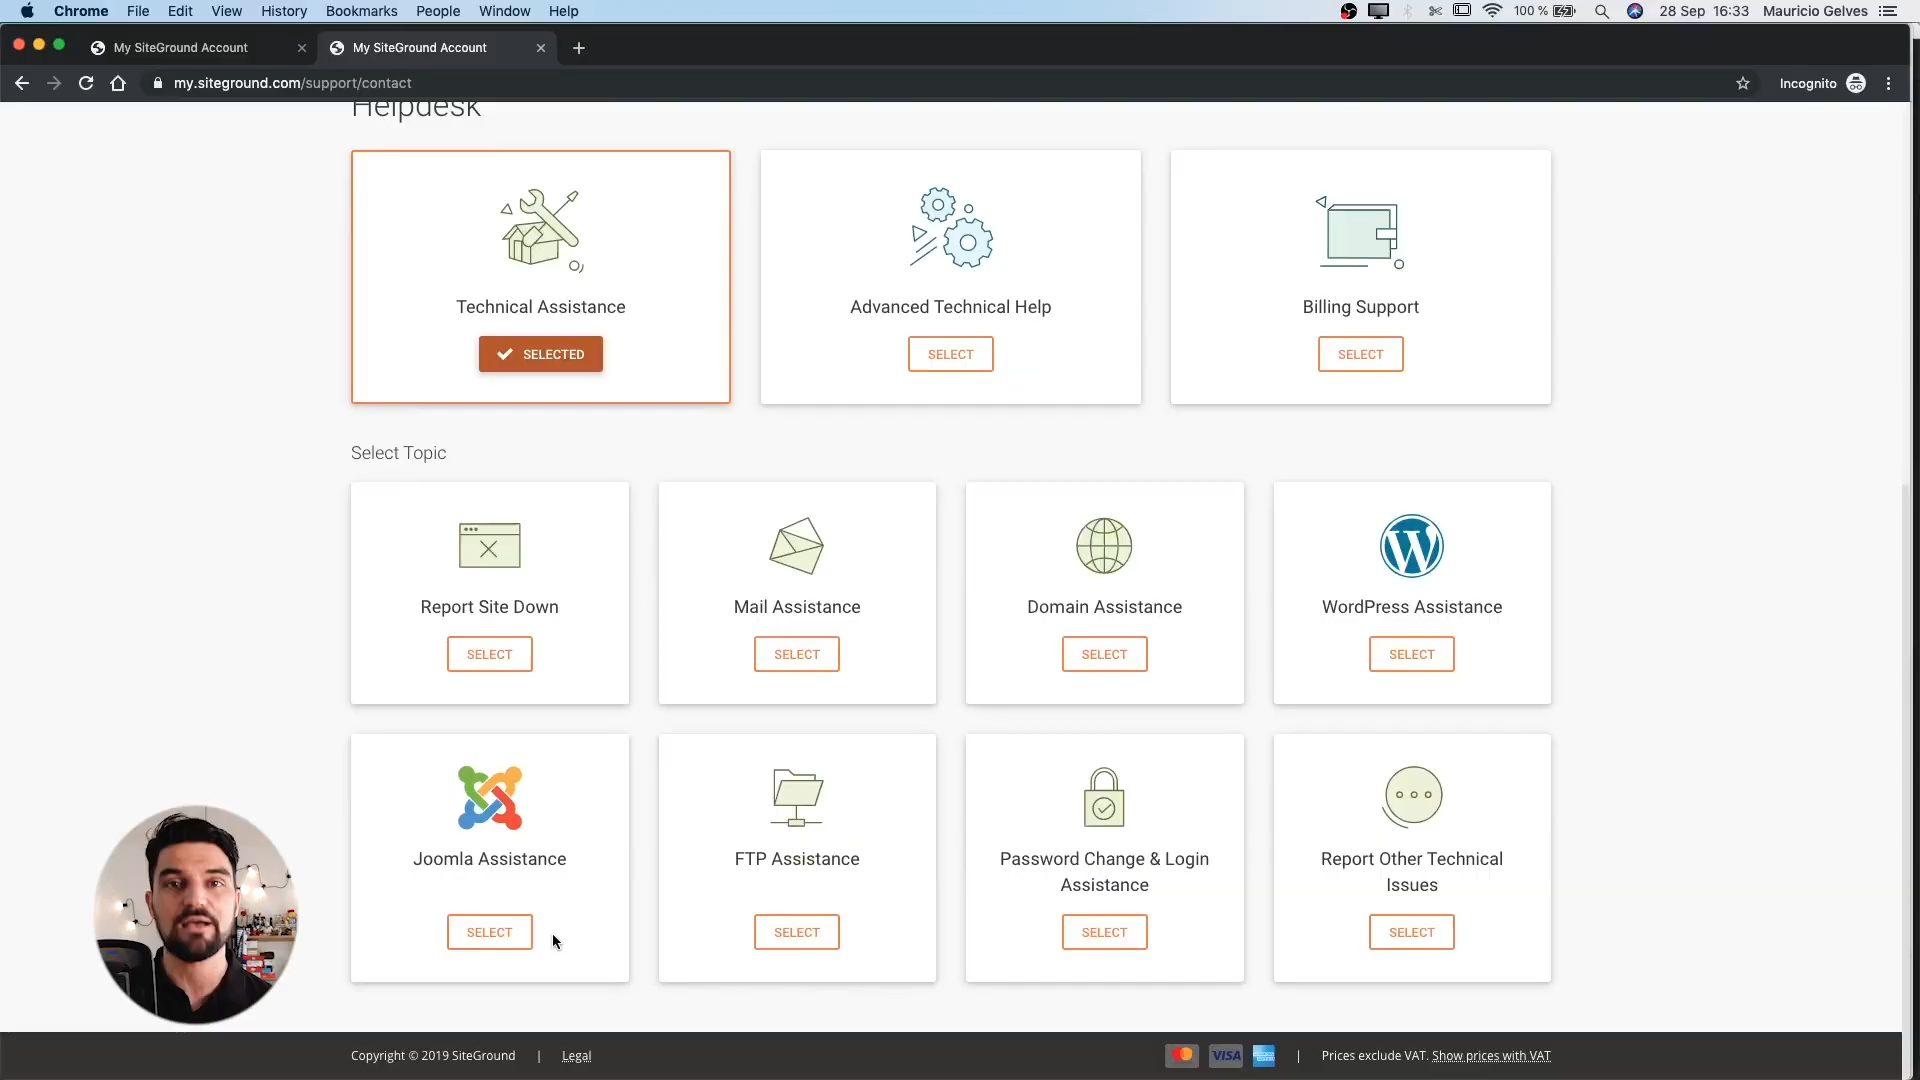 Chrome File Edit View History Bookmarks People Window Help 100 % 28 Sep 16:33 Mauricio Gelves
My SiteGround Account My SiteGround Account
my.siteground.com/support/contact Incognito
Helpdesk
Technical Assistance Advanced Technical Help Billing Support
SELECTED SELECT SELECT
Select Topic
Report Site Down Mail Assistance Domain Assistance WordPress Assistance
SELECT SELECT SELECT SELECT
Joomla Assistance FTP Assistance Password Change & Login Report Other Technical
Assistance Issues
SELECT SELECT SELECT SELECT
Copyright © 2019 SiteGround | Legal VISA | Prices exclude VAT. Show prices with VAT